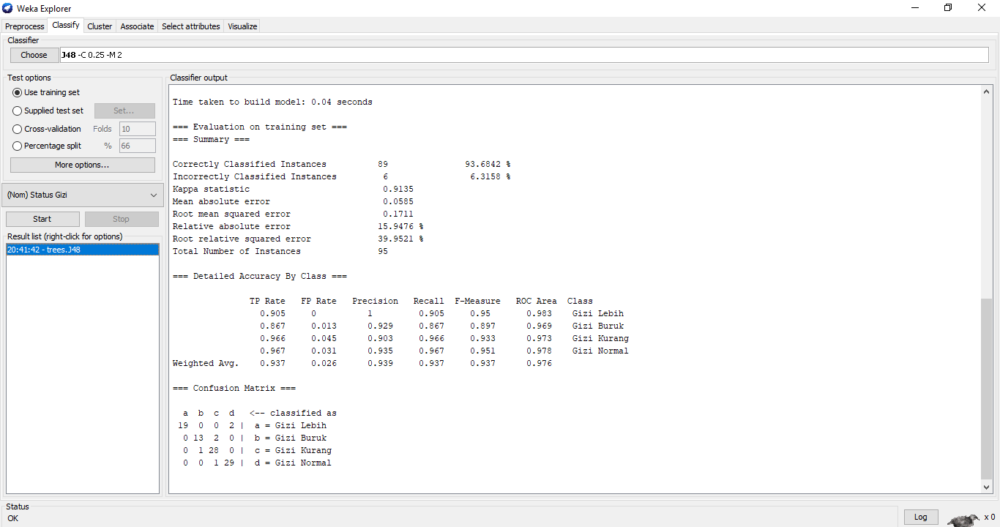 Weka Explorer
Preprocess Classify Cluster Associate Select attributes Visualize
Classifier
Choose J48 -C 0.25 -M 2
Test options
Use training set
Supplied test set Set...
Cross-validation Folds 10
Percentage split % 66
More options...
(Nom) Status Gizi
Start Stop
Result list (right-click for options)
20:41:42 - trees.J48
Classifier output
Time taken to build model: 0.04 seconds
=== Evaluation on training set ===
=== Summary ===
Correctly Classified Instances 89 93.6842 %
Incorrectly Classified Instances 6 6.3158 %
Kappa statistic 0.9135
Mean absolute error 0.0585
Root mean squared error 0.1711
Relative absolute error 15.9476 %
Root relative squared error 39.9521 %
Total Number of Instances 95
=== Detailed Accuracy By Class ===
TP Rate FP Rate Precision Recall F-Measure ROC Area Class
0.905 0 1 0.905 0.95 0.983 Gizi Lebih
0.867 0.013 0.929 0.867 0.897 0.969 Gizi Buruk
0.966 0.045 0.903 0.966 0.933 0.973 Gizi Kurang
0.967 0.031 0.935 0.967 0.951 0.978 Gizi Normal
Weighted Avg. 0.937 0.026 0.939 0.937 0.937 0.976
=== Confusion Matrix ===
a b c d <-- classified as
19 0 0 2 | a = Gizi Lebih
0 13 2 0 | b = Gizi Buruk
0 1 28 0 | c = Gizi Kurang
0 0 1 29 | d = Gizi Normal
Status
OK
Log x 0